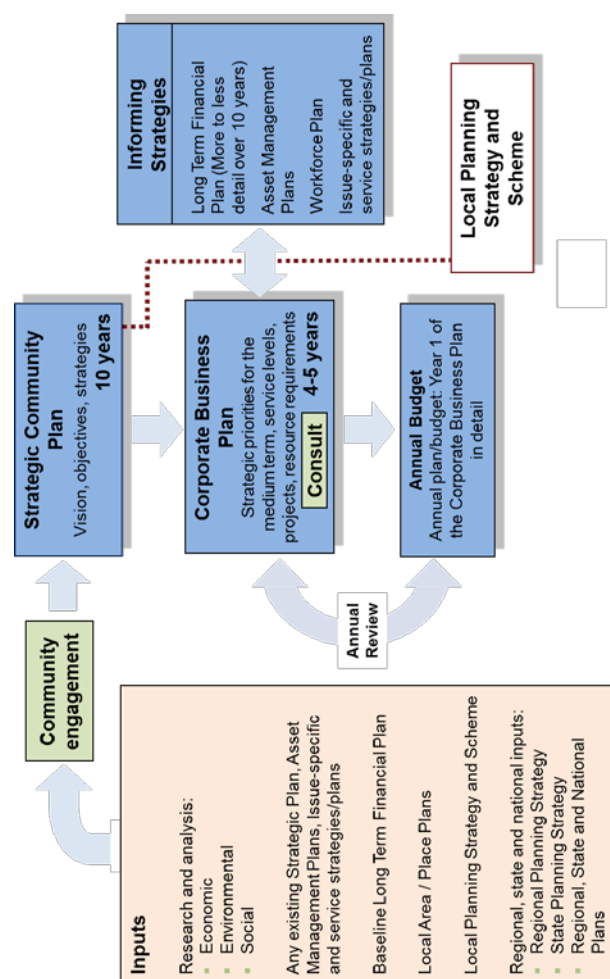 Inputs
Research and analysis:
Economic
Environmental
Social
Any existing Strategic Plan, Asset
Management Plans, Issue-specific
and service strategies/plans
Baseline Long Term Financial Plan
Local Area / Place Plans
Local Planning Strategy and Scheme
Regional, state and national inputs:
Regional Planning Strategy
State Planning Strategy
Regional, State and National
Plans
Community
engagement
Strategic Community
Plan
Vision, objectives, strategies
10 years
Corporate Business
Plan
Strategic priorities for the
medium term, service levels,
projects, resource requirements
Consult 4-5 years
Annual
Review
Annual Budget
Annual plan/budget: Year 1 of
the Corporate Business Plan
in detail
Informing
Strategies
Long Term Financial
Plan (More to less
detail over 10 years)
Asset Management
Plans
Workforce Plan
Issue-specific and
service strategies/plans
Local Planning
Strategy and
Scheme